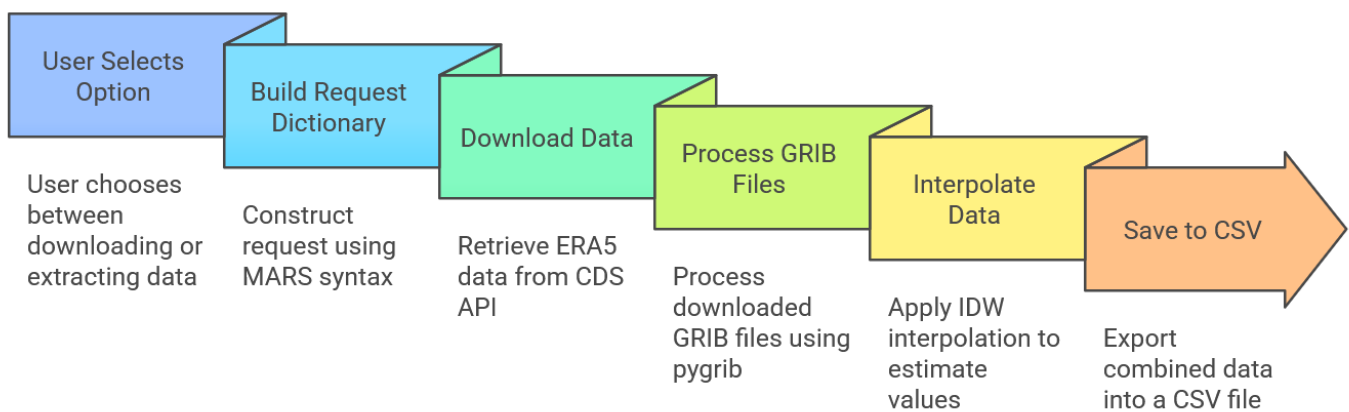 User Selects
Option
User chooses
between
downloading or
extracting data
Build Request
Dictionary
Construct
request using
MARS syntax
Download Data
Retrieve ERA5
data from CDS
API
Process GRIB
Files
Process
downloaded
GRIB files using
pygrib
Interpolate
Data
Apply IDW
interpolation to
estimate
values
Save to CSV
Export
combined data
into a CSV file